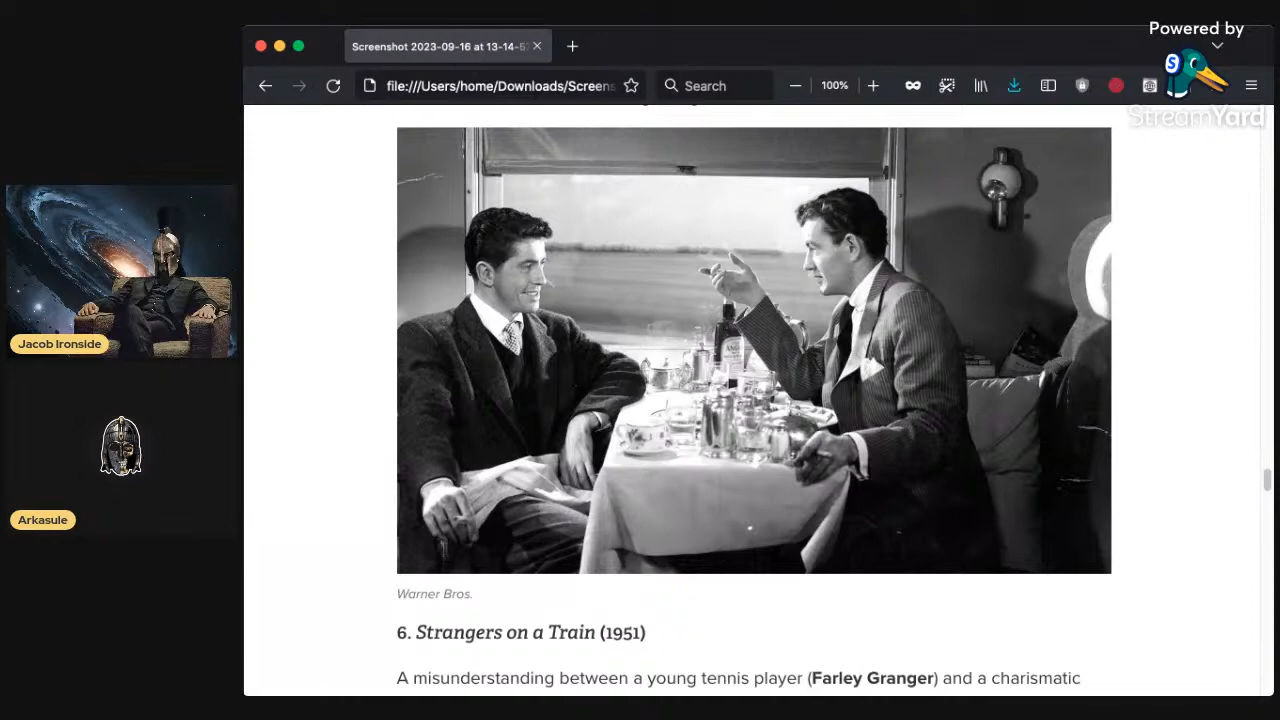 Powered by
StreamYard
Screenshot 2023-09-16 at 13-14-5
file:///Users/home/Downloads/Screens
Search
100%
Jacob Ironside
Arkasule
Warner Bros.
6. Strangers on a Train (1951)
A misunderstanding between a young tennis player (Farley Granger) and a charismatic